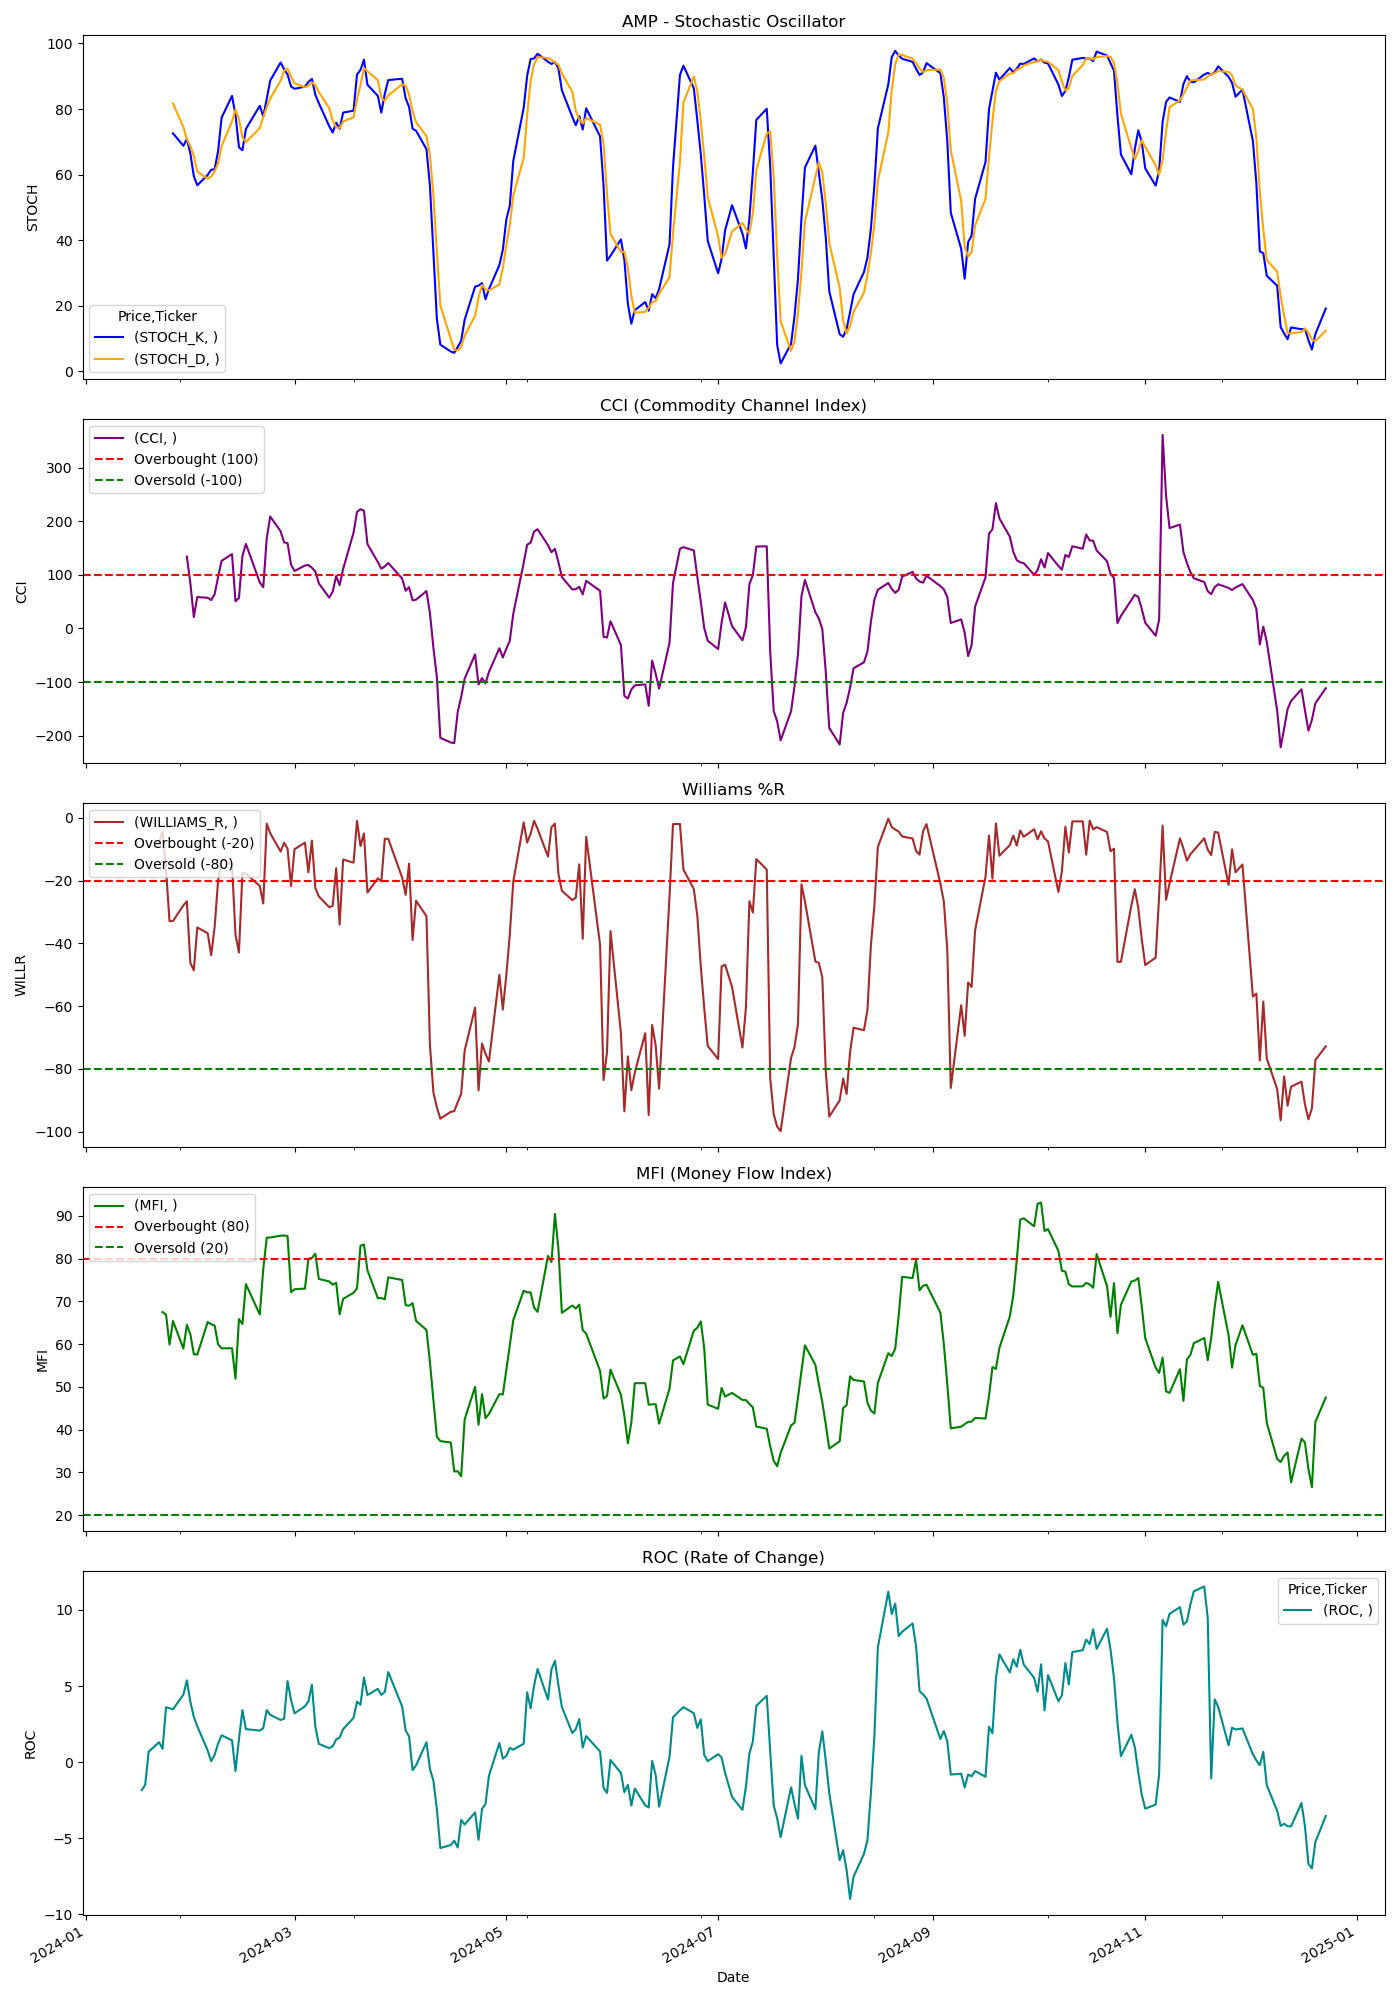 AMP - Stochastic Oscillator
100
80
60
40
20
0
STOCH
Price,Ticker
(STOCH_K, )
(STOCH_D, )
CCI (Commodity Channel Index)
300
200
100
0
−100
−200
CCI
(CCI, )
Overbought (100)
Oversold (-100)
Williams %R
0
−20
−40
−60
−80
−100
WILLR
(WILLIAMS_R, )
Overbought (-20)
Oversold (-80)
MFI (Money Flow Index)
90
80
70
60
50
40
30
20
MFI
(MFI, )
Overbought (80)
Oversold (20)
ROC (Rate of Change)
10
5
0
−5
−10
ROC
Price,Ticker
(ROC, )
2024-01
2024-03
2024-05
2024-07
2024-09
2024-11
2025-01
Date